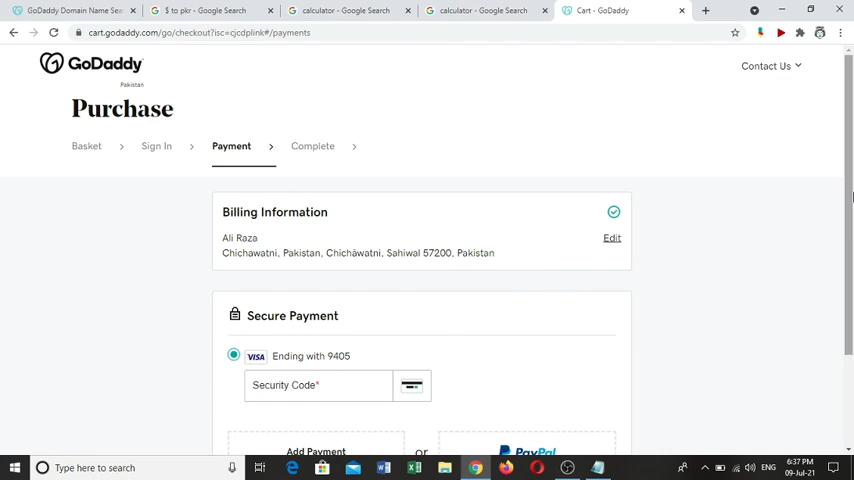 GoDaddy Domain Name Sea
$ to pkr - Google Search
calculator - Google Search
calculator - Google Search
Cart - GoDaddy
cart.godaddy.com/go/checkout?isc=cjcdplink#/payments
GoDaddy
Pakistan
Contact Us
Purchase
Basket
Sign In
Payment
Complete
Billing Information
Ali Raza
Edit
Chichawatni, Pakistan, Chichāwatni, Sahiwal 57200, Pakistan
Secure Payment
VISA Ending with 9405
Security Code*
Add Payment or PayPal
Type here to search
ENG
6:37 PM
09-Jul-21